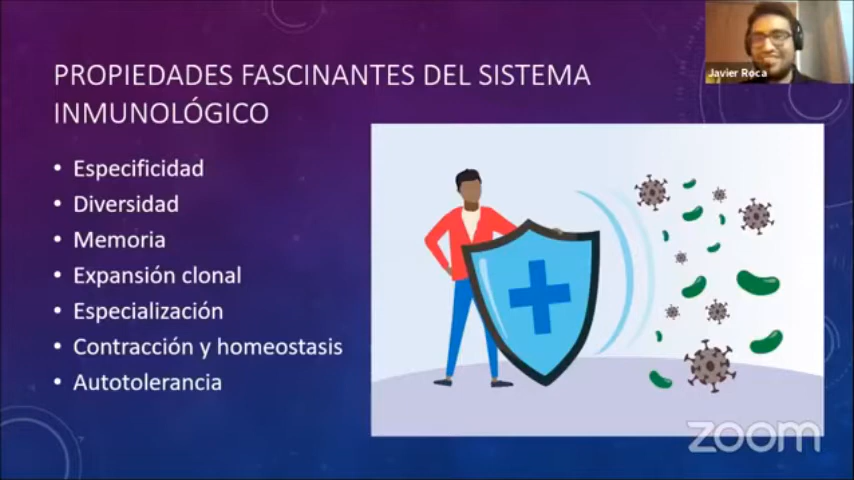 Javier Roca
PROPIEDADES FASCINANTES DEL SISTEMA
INMUNOLÓGICO
• Especificidad
• Diversidad
• Memoria
• Expansión clonal
• Especialización
• Contracción y homeostasis
• Autotolerancia
zoom